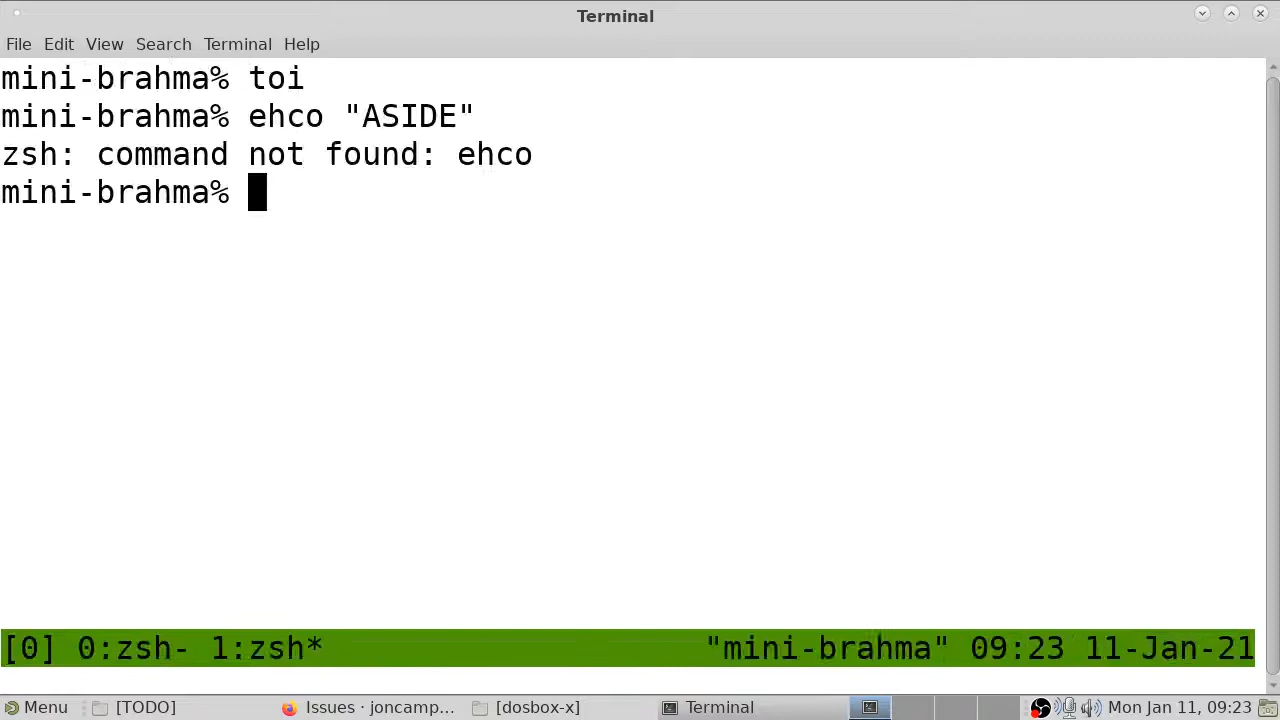 Terminal
File Edit View Search Terminal Help
mini-brahma% toi
mini-brahma% ehco "ASIDE"
zsh: command not found: ehco
mini-brahma%
[0] 0:zsh- 1:zsh* "mini-brahma" 09:23 11-Jan-21
Menu [TODO] Issues · joncamp... [dosbox-x] Terminal Mon Jan 11, 09:23